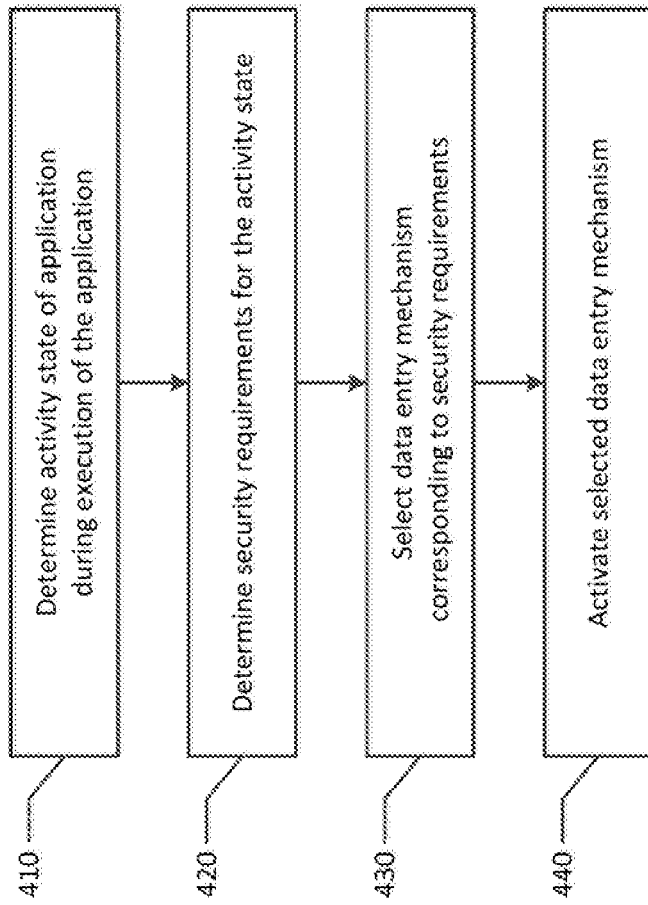 410
Determine activity state of application
during execution of the application
420
Determine security requirements for the activity state
430
Select data entry mechanism
corresponding to security requirements
440
Activate selected data entry mechanism